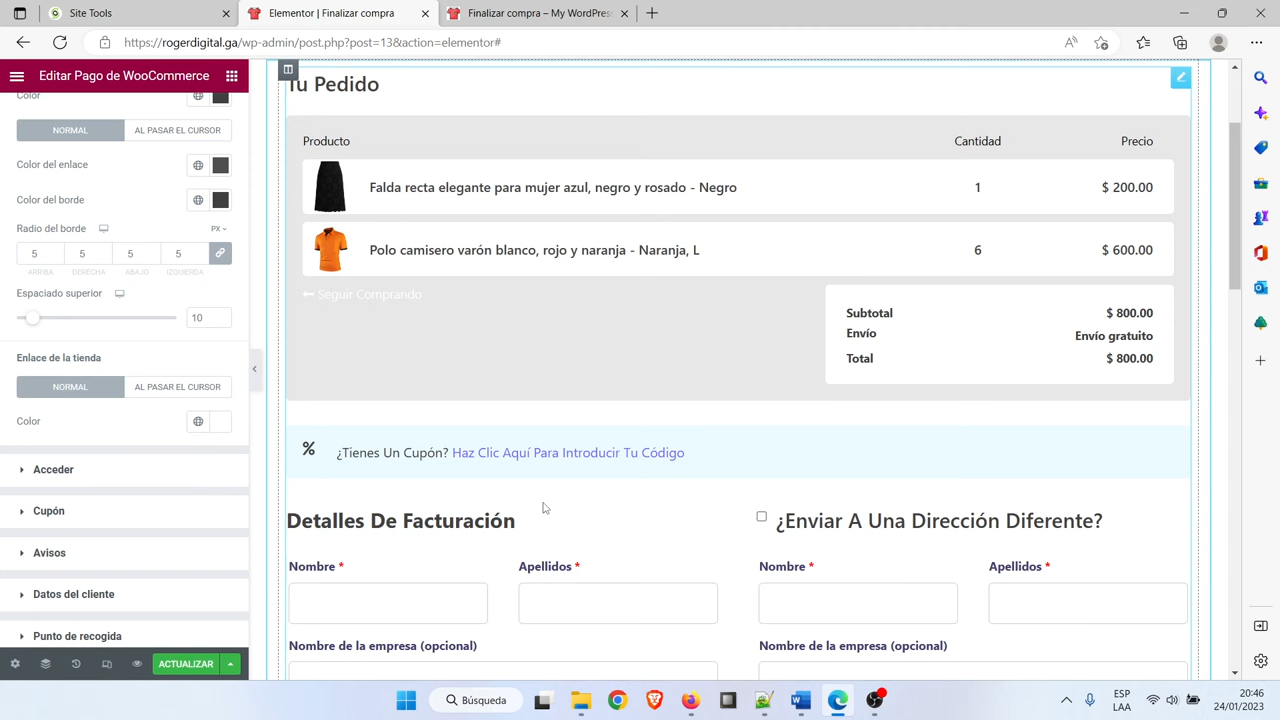 Site Tools
Elementor | Finalizar compra
Finalizar compra – My WordPres
https://rogerdigital.ga/wp-admin/post.php?post=13&action=elementor#
Editar Pago de WooCommerce
Color
NORMAL AL PASAR EL CURSOR
Color del enlace
Color del borde
Radio del borde PX
5 5 5 5
ARRIBA DERECHA ABAJO IZQUIERDA
Espaciado superior
10
Enlace de la tienda
NORMAL AL PASAR EL CURSOR
Color
Acceder
Cupón
Avisos
Datos del cliente
Punto de recogida
ACTUALIZAR
Tu Pedido
Producto Cantidad Precio
Falda recta elegante para mujer azul, negro y rosado - Negro 1 $ 200.00
Polo camisero varón blanco, rojo y naranja - Naranja, L 6 $ 600.00
Seguir Comprando
Subtotal $ 800.00
Envío Envío gratuito
Total $ 800.00
% ¿Tienes Un Cupón? Haz Clic Aquí Para Introducir Tu Código
Detalles De Facturación
¿Enviar A Una Dirección Diferente?
Nombre * Apellidos * Nombre * Apellidos *
Nombre de la empresa (opcional) Nombre de la empresa (opcional)
Búsqueda
ESP
LAA
20:46
24/01/2023